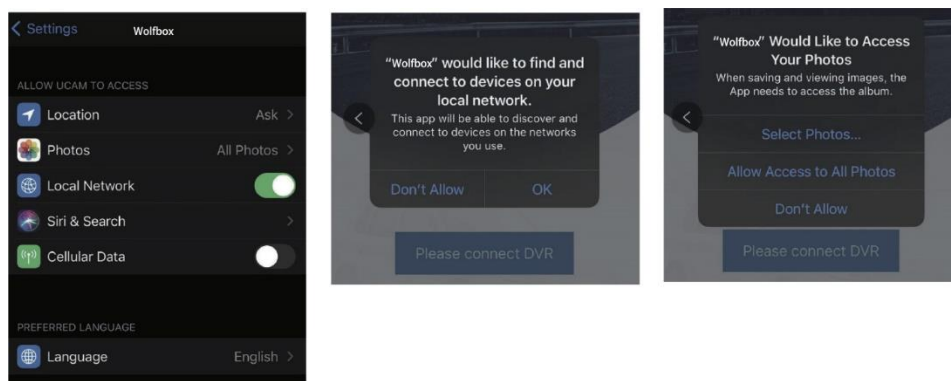 Settings
Wolfbox
ALLOW UCAM TO ACCESS
Location Ask
Photos All Photos
Local Network
Siri & Search
Cellular Data
PREFERRED LANGUAGE
Language English
“Wolfbox” would
like to find and
connect to devices on your
local network.
This app will be able to discover and
connect to devices on the networks
you use.
Don't Allow OK
Please connect DVR
“Wolfbox” Would Like to Access
Your Photos
When saving and viewing images, the
App needs to access the album.
Select Photos...
Allow Access to All Photos
Don't Allow
Please connect DVR